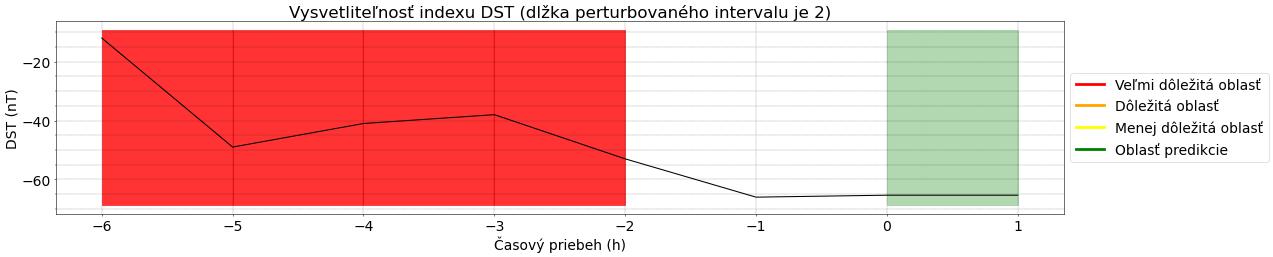 Vysvetliteľnosť indexu DST (dlžka perturbovaného intervalu je 2)
DST (nT)
−20
−40
−60
−6 −5 −4 −3 −2 −1 0 1
Časový priebeh (h)
Veľmi dôležitá oblasť
Dôležitá oblasť
Menej dôležitá oblasť
Oblasť predikcie